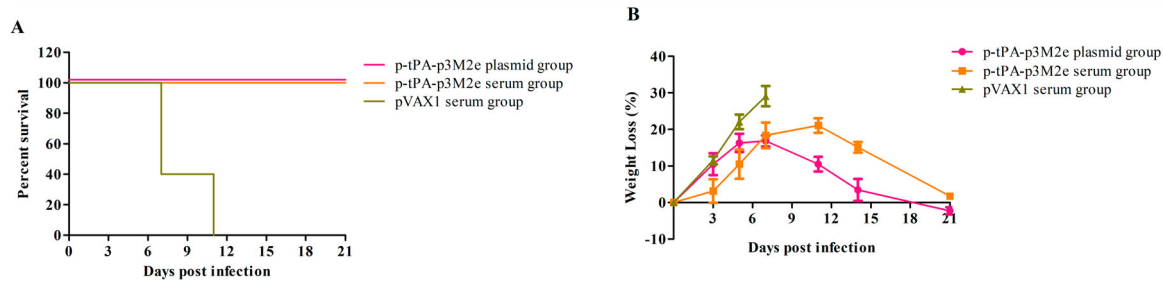 A
Percent survival
120
100
80
60
40
20
0
0 3 6 9 12 15 18 21
Days post infection
p-tPA-p3M2e plasmid group
p-tPA-p3M2e serum group
pVAX1 serum group
B
Weight Loss (%)
40
30
20
10
0
-10
3 6 9 12 15 18 21
Days post infection
p-tPA-p3M2e plasmid group
p-tPA-p3M2e serum group
pVAX1 serum group